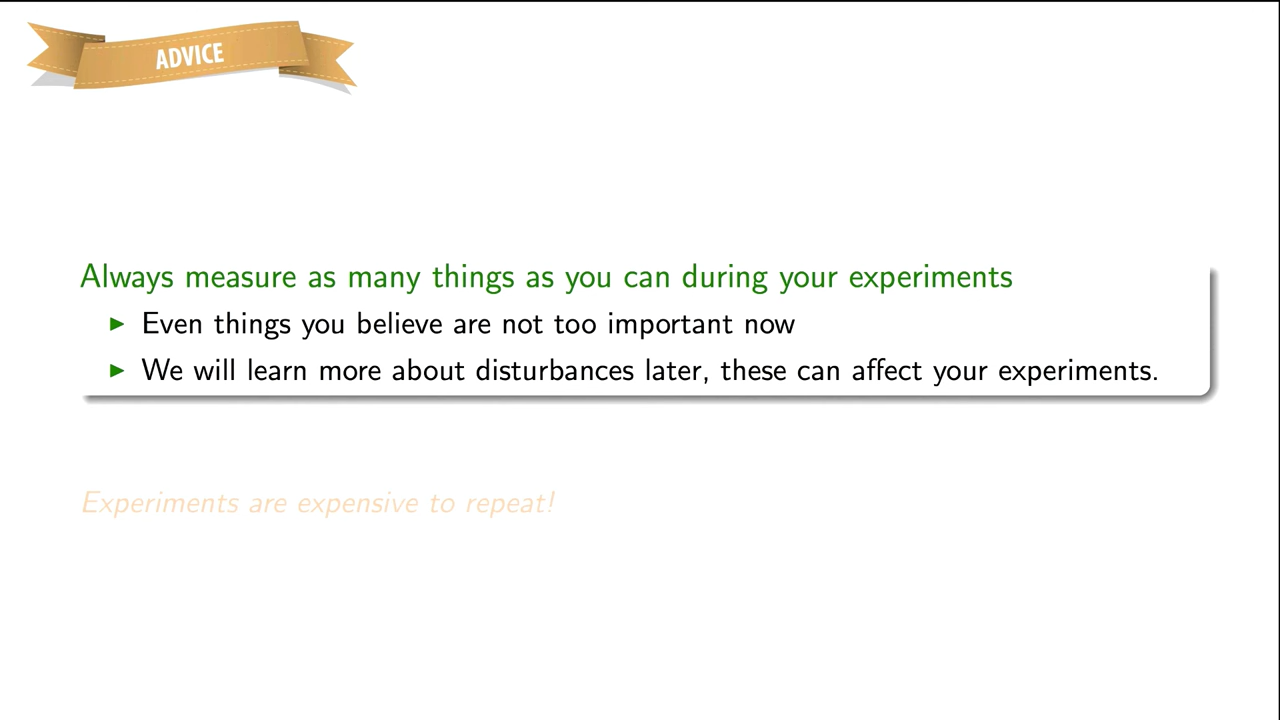 ADVICE
Always measure as many things as you can during your experiments
Even things you believe are not too important now
We will learn more about disturbances later, these can affect your experiments.
Experiments are expensive to repeat!